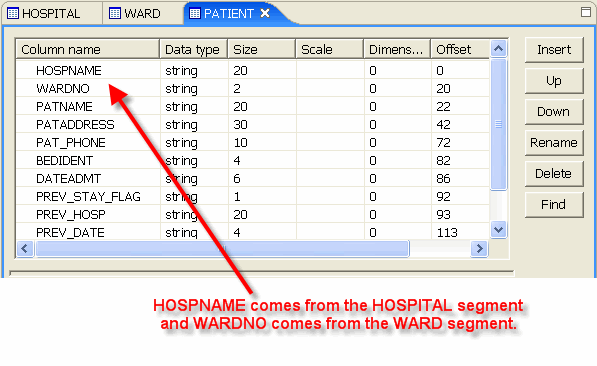 HOSPITAL WARD PATIENT
Column name Data type Size Scale Dimens... Offset
HOSPNAME string 20 0 0
WARDNO string 2 0 20
PATNAME string 20 0 22
PATADDRESS string 30 0 42
PAT_PHONE string 10 0 72
BEDIDENT string 4 0 82
DATEADMT string 6 0 86
PREV_STAY_FLAG string 1 0 92
PREV_HOSP string 20 0 93
PREV_DATE string 4 0 113
Insert
Up
Down
Rename
Delete
Find
HOSPNAME comes from the HOSPITAL segment
and WARDNO comes from the WARD segment.